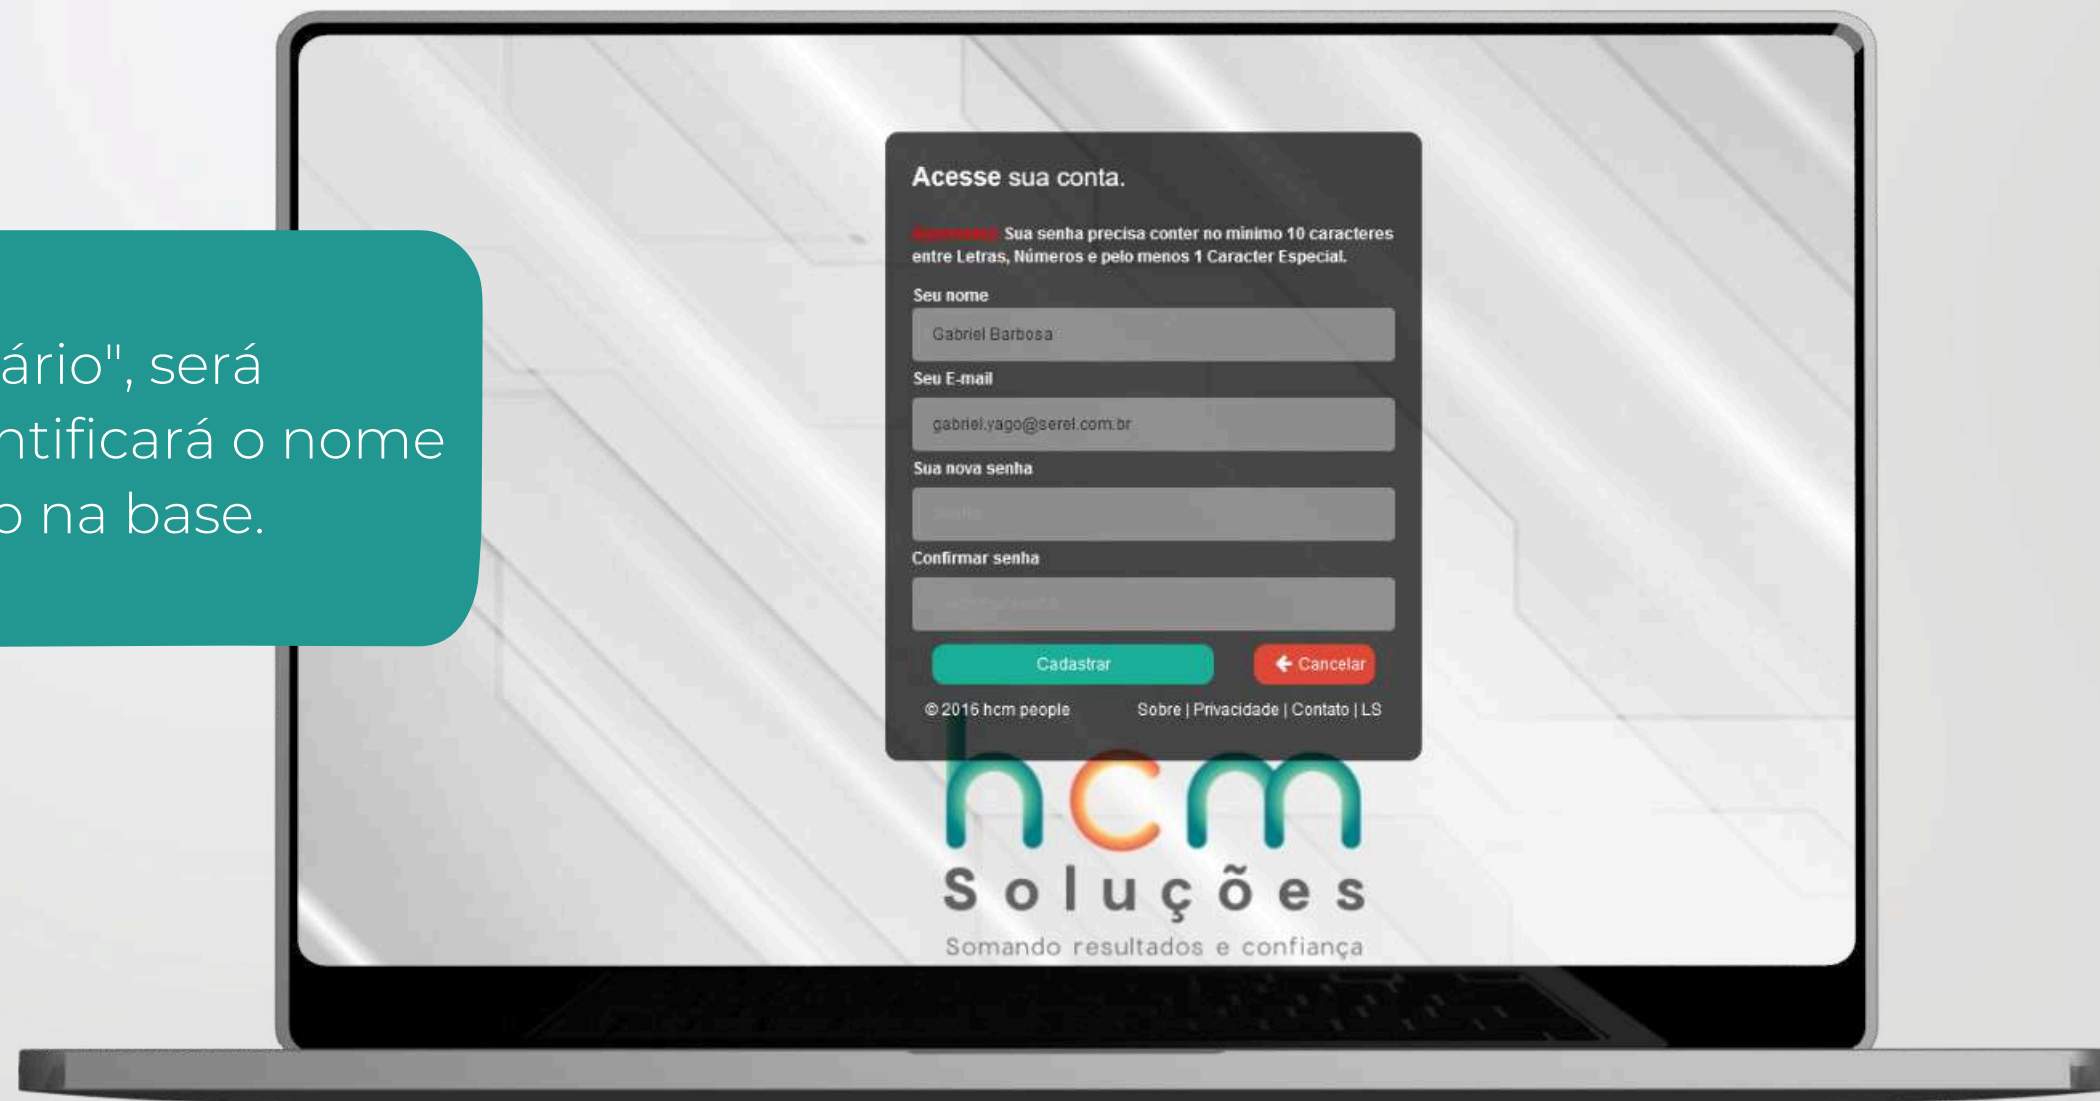 ário", será
ntificará o nome
o na base.
Acesse sua conta.
Sua senha precisa conter no mínimo 10 caracteres
entre Letras, Números e pelo menos 1 Caracter Especial.
Seu nome
Gabriel Barbosa
Seu E-mail
gabriel.yago@serel.com.br
Sua nova senha
Confirmar senha
Cadastrar
Cancelar
© 2016 hcm people
Sobre | Privacidade | Contato | LS
hcm
Soluções
Somando resultados e confiança